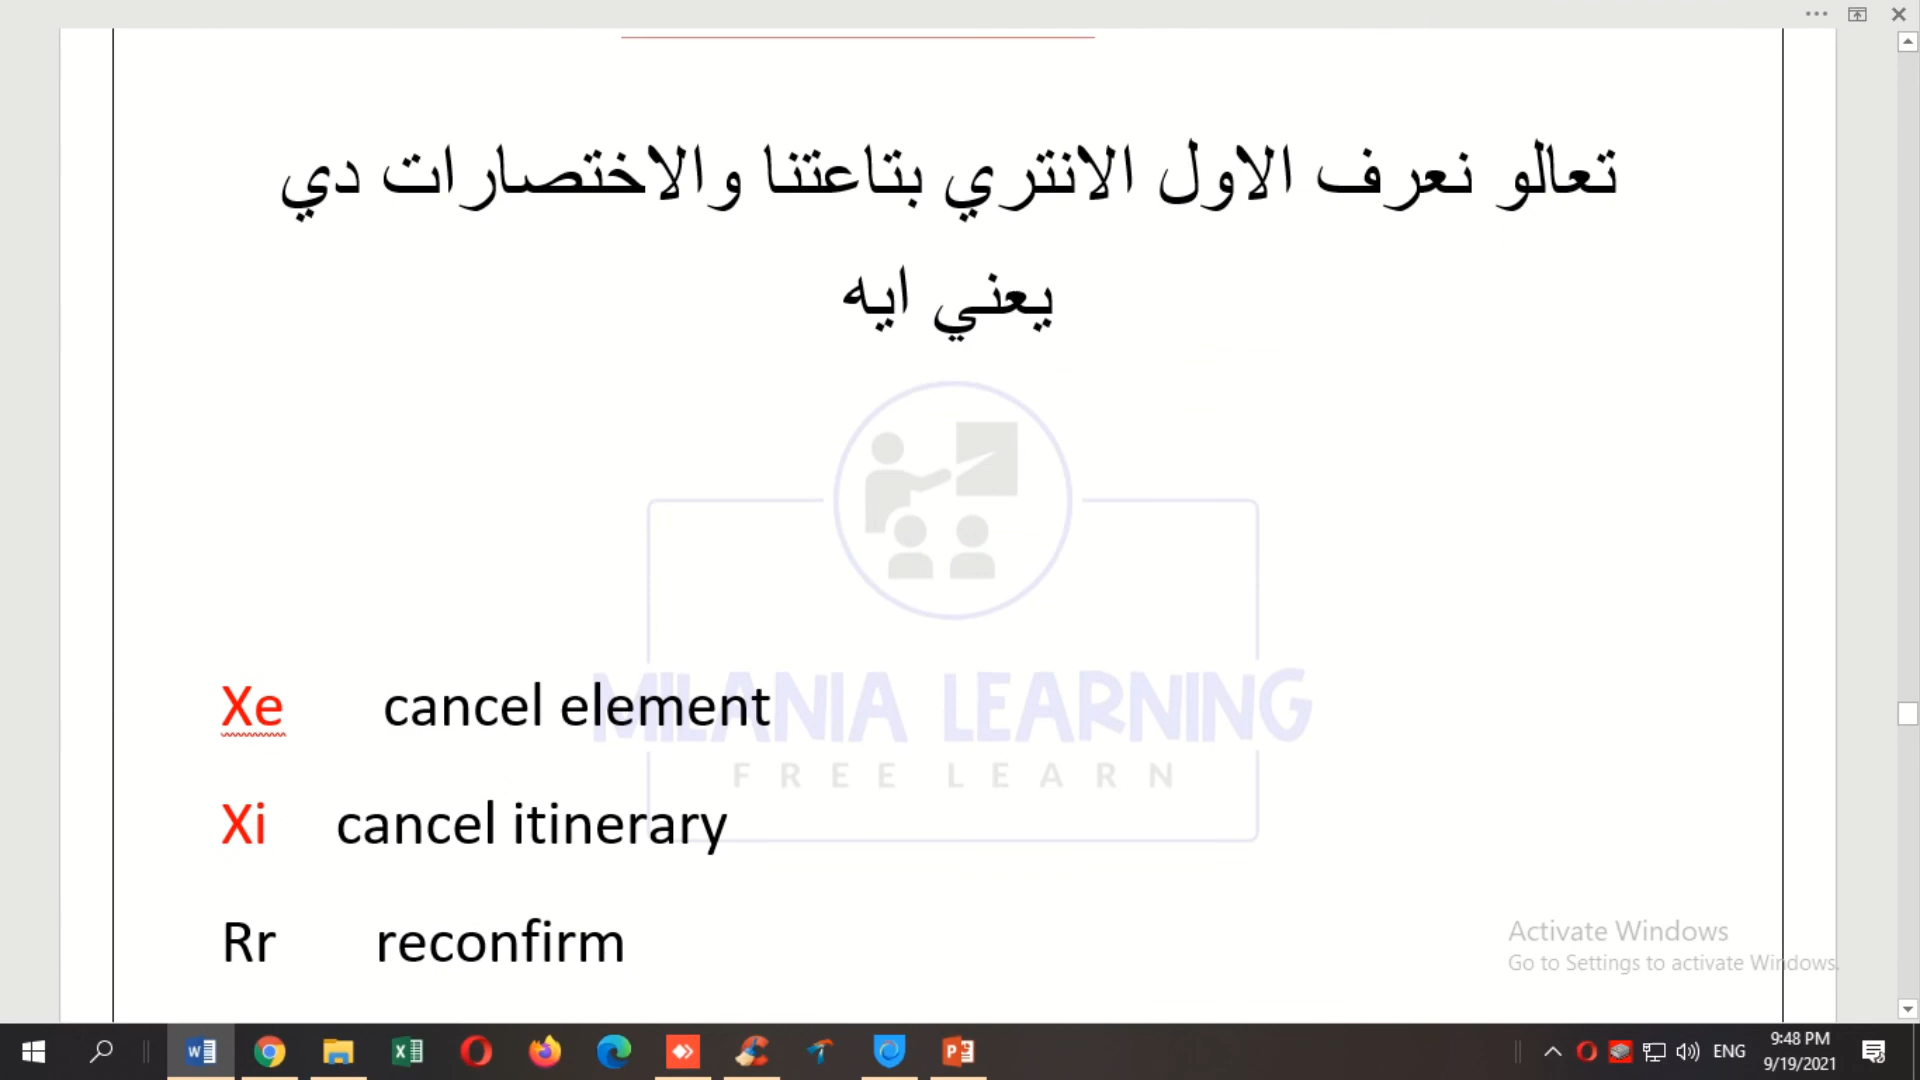 تعالو نعرف الاول الانتري بتاعتنا والاختصارات دي
يعني ايه
MILANIA LEARNING
FREE LEARN
Xe cancel element
Xi cancel itinerary
Rr reconfirm
Activate Windows
Go to Settings to activate Windows.
ENG
9:48 PM
9/19/2021